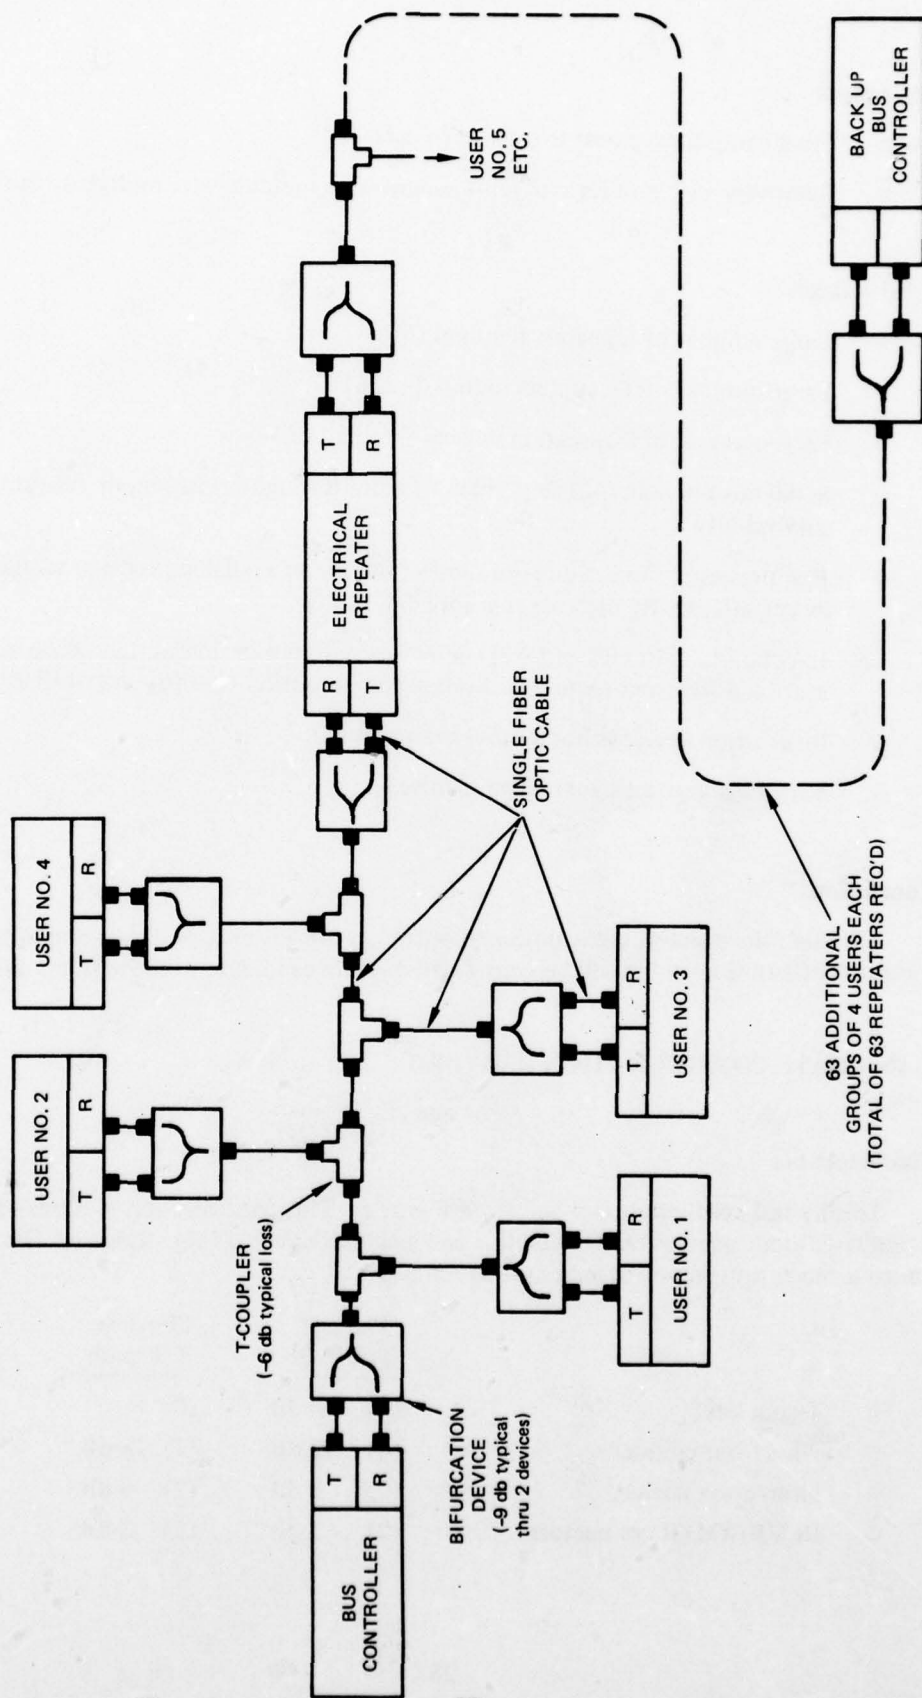 BUS
CONTROLLER
T
R
BIFURCATION
DEVICE
(-9 db typical
thru 2 devices)
T-COUPLER
(-6 db typical loss)
USER NO. 1
T
R
USER NO. 2
T
R
USER NO. 3
T
R
USER NO. 4
T
R
SINGLE FIBER
OPTIC CABLE
R
T
ELECTRICAL
REPEATER
T
R
USER
NO. 5
ETC.
63 ADDITIONAL
GROUPS OF 4 USERS EACH
(TOTAL OF 63 REPEATERS REQ'D)
BACK UP
BUS
CONTROLLER